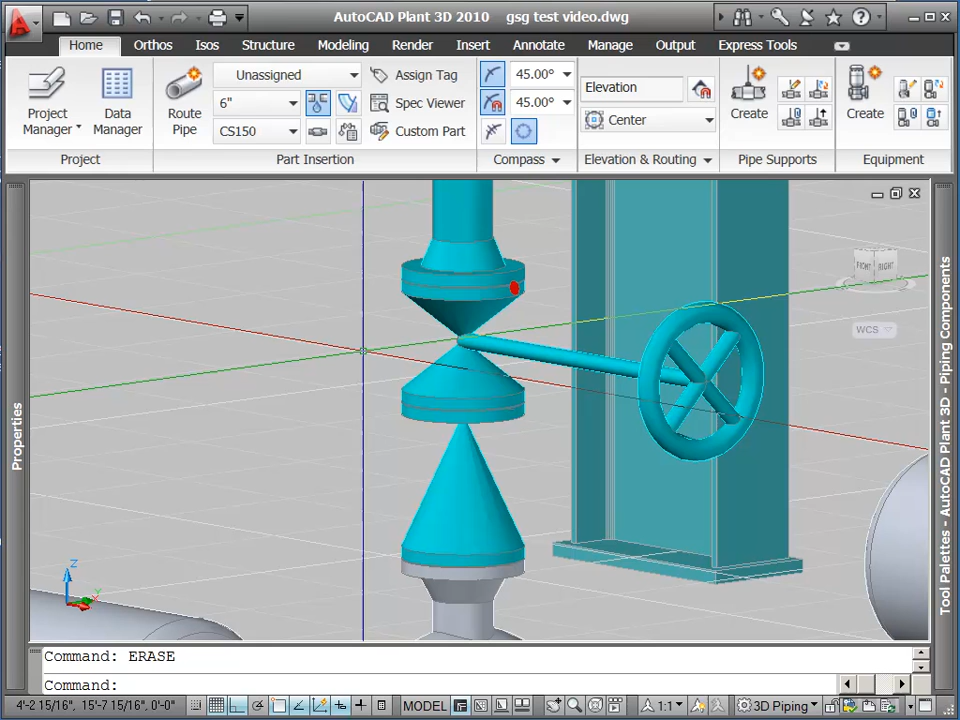 AutoCAD Plant 3D 2010 gsg test video.dwg
Home Orthos Isos Structure Modeling Render Insert Annotate Manage Output Express Tools
Unassigned Assign Tag 45.00° Elevation
6" Spec Viewer 45.00° Center
Project Manager Data Manager Route Pipe CS150 Custom Part Create Create
Project Part Insertion Compass Elevation & Routing Pipe Supports Equipment
FRONT RIGHT
WCS
Properties
Tool Palettes - AutoCAD Plant 3D - Piping Components
Z
Command: ERASE
Command:
4'-2 15/16", 15'-7 15/16", 0'-0" MODEL 1:1 3D Piping